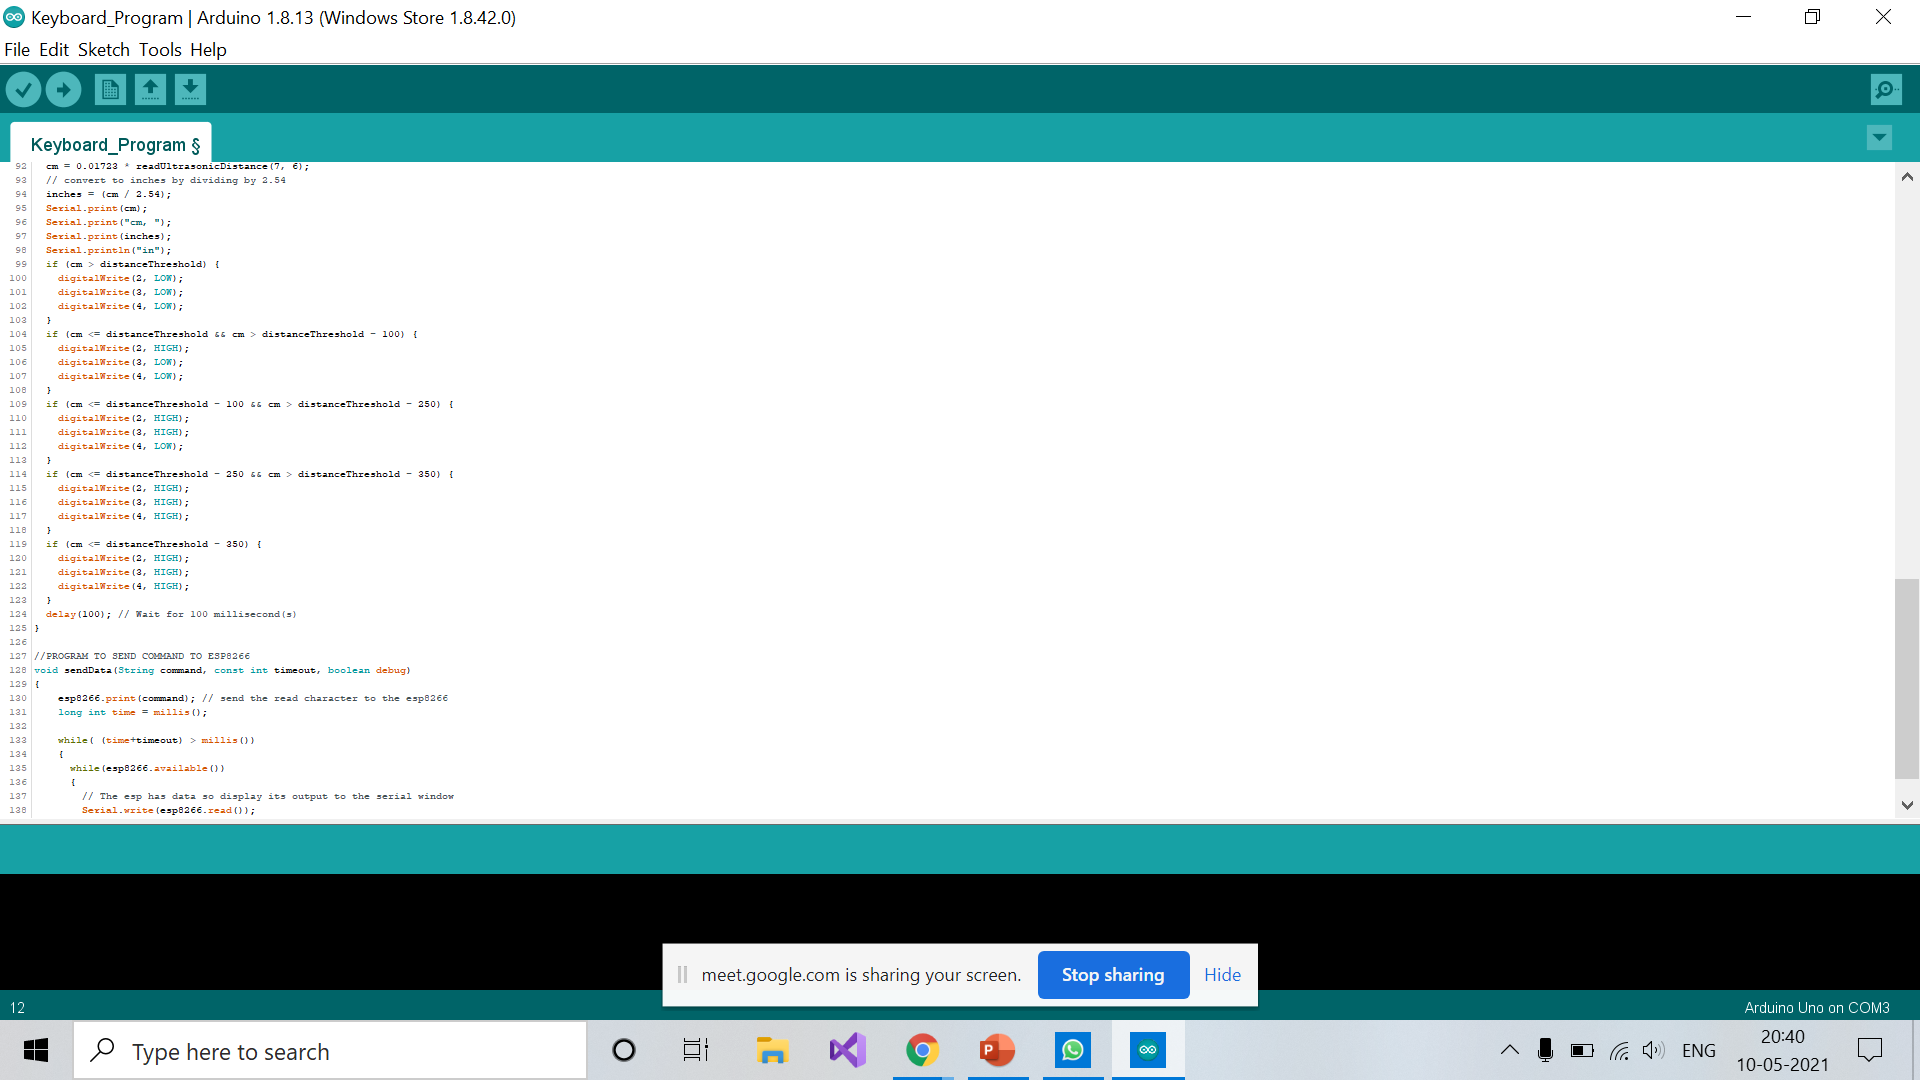 Keyboard_Program | Arduino 1.8.13 (Windows Store 1.8.42.0)
File Edit Sketch Tools Help
Keyboard_Program §
92 cm = 0.01723 * readUltrasonicDistance(7, 6);
93 // convert to inches by dividing by 2.54
94 inches = (cm / 2.54);
95 Serial.print(cm);
96 Serial.print("cm, ");
97 Serial.print(inches);
98 Serial.println("in");
99 if (cm > distanceThreshold) {
100 digitalWrite(2, LOW);
101 digitalWrite(3, LOW);
102 digitalWrite(4, LOW);
103 }
104 if (cm <= distanceThreshold && cm > distanceThreshold - 100) {
105 digitalWrite(2, HIGH);
106 digitalWrite(3, LOW);
107 digitalWrite(4, LOW);
108 }
109 if (cm <= distanceThreshold - 100 && cm > distanceThreshold - 250) {
110 digitalWrite(2, HIGH);
111 digitalWrite(3, HIGH);
112 digitalWrite(4, LOW);
113 }
114 if (cm <= distanceThreshold - 250 && cm > distanceThreshold - 350) {
115 digitalWrite(2, HIGH);
116 digitalWrite(3, HIGH);
117 digitalWrite(4, HIGH);
118 }
119 if (cm <= distanceThreshold - 350) {
120 digitalWrite(2, HIGH);
121 digitalWrite(3, HIGH);
122 digitalWrite(4, HIGH);
123 }
124 delay(100); // Wait for 100 millisecond(s)
125 }
126
127 //PROGRAM TO SEND COMMAND TO ESP8266
128 void sendData(String command, const int timeout, boolean debug)
129 {
130 esp8266.print(command); // send the read character to the esp8266
131 long int time = millis();
132
133 while( (time+timeout) > millis())
134 {
135 while(esp8266.available())
136 {
137 // The esp has data so display its output to the serial window
138 Serial.write(esp8266.read());
meet.google.com is sharing your screen. Stop sharing Hide
12 Arduino Uno on COM3
Type here to search
P
ENG
20:40
10-05-2021